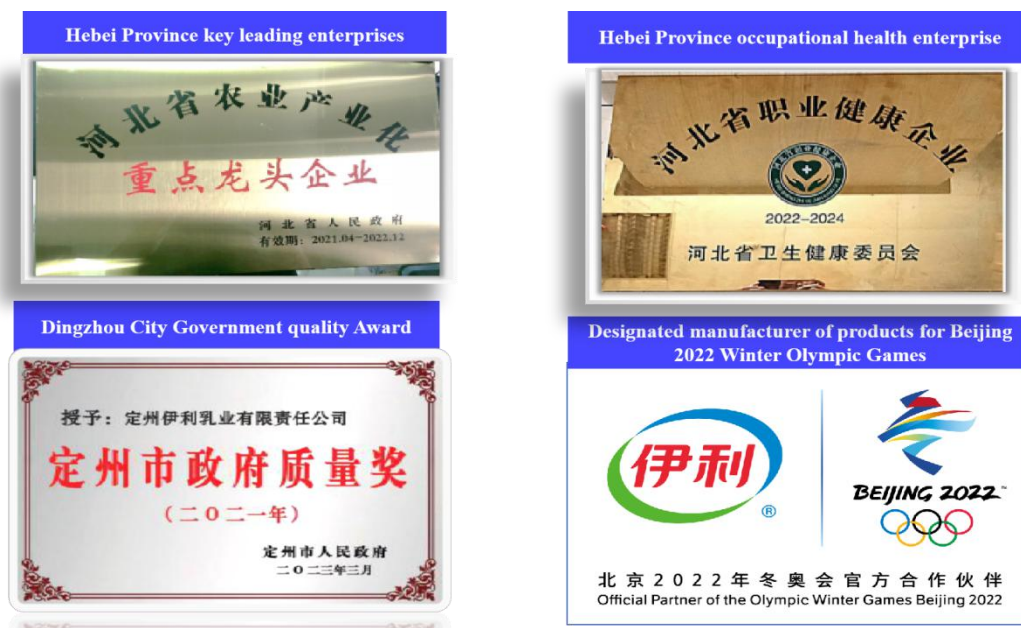 Hebei Province key leading enterprises
河北省农业产业化
重点龙头企业
河北省人民政府
有效期：2021.04-2022.12
Hebei Province occupational health enterprise
河北省职业健康企业
2022-2024
河北省卫生健康委员会
Dingzhou City Government quality Award
授予：定州伊利乳业有限责任公司
定州市政府质量奖
（二〇二一年）
定州市人民政府
二〇二三年三月
Designated manufacturer of products for Beijing
2022 Winter Olympic Games
伊利
®
BEIJING 2022™
北京2022年冬奥会官方合作伙伴
Official Partner of the Olympic Winter Games Beijing 2022